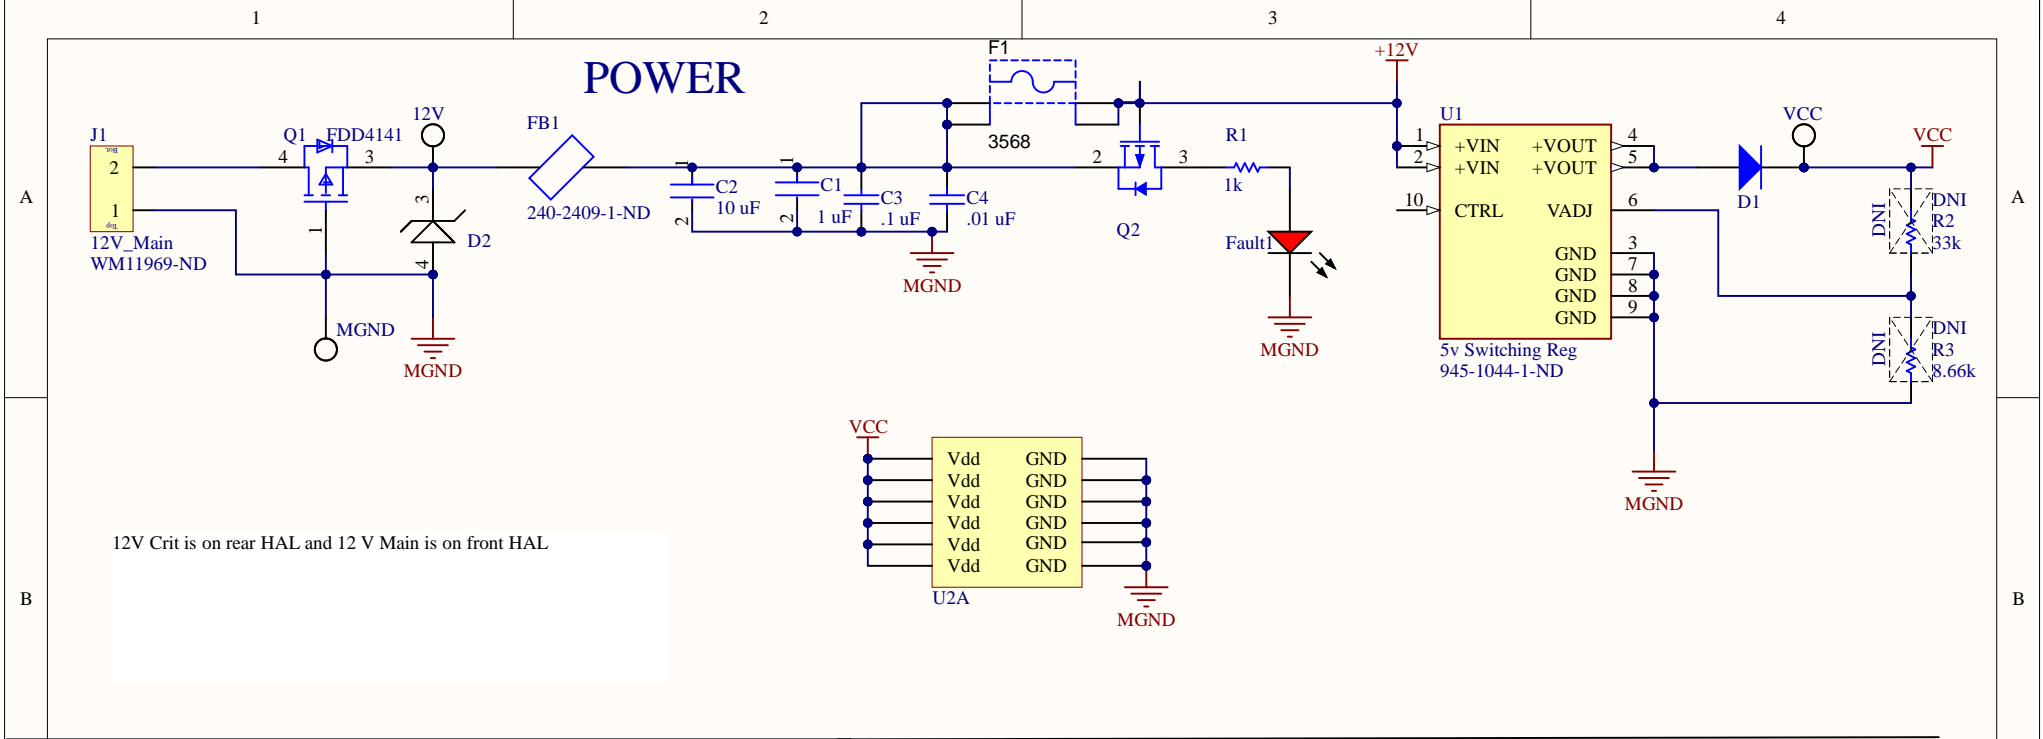 1 2 3 4
POWER
F1
3568
+12V
J1
Bot
2
1
Top
12V_Main
WM11969-ND
Q1 FDD4141
4 3
1
12V
3
D2
4
MGND
MGND
FB1
240-2409-1-ND
1
C2
10 uF
2
1
C1
1 uF
2
C3
.1 uF
C4
.01 uF
MGND
2 3
Q2
R1
1k
Fault1
MGND
U1
1 +VIN +VOUT 4
2 +VIN +VOUT 5
10 CTRL VADJ 6
GND 3
GND 7
GND 8
GND 9
5v Switching Reg
945-1044-1-ND
D1
VCC
VCC
DNI
DNI
R2
33k
DNI
DNI
R3
8.66k
MGND
A A
VCC
Vdd GND
Vdd GND
Vdd GND
Vdd GND
Vdd GND
Vdd GND
U2A
MGND
12V Crit is on rear HAL and 12 V Main is on front HAL
B B